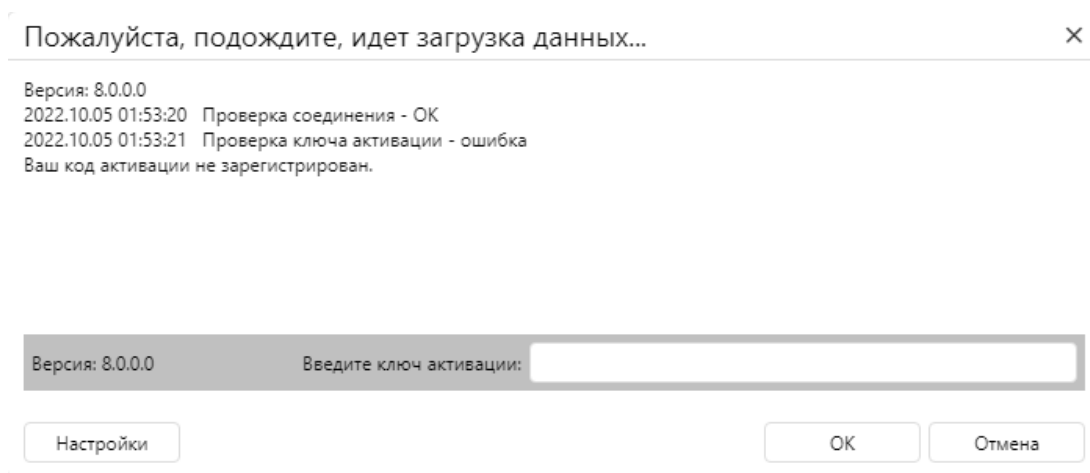 Пожалуйста, подождите, идет загрузка данных...
Версия: 8.0.0.0
2022.10.05 01:53:20 Проверка соединения - ОК
2022.10.05 01:53:21 Проверка ключа активации - ошибка
Ваш код активации не зарегистрирован.
Версия: 8.0.0.0 Введите ключ активации:
Настройки ОК Отмена